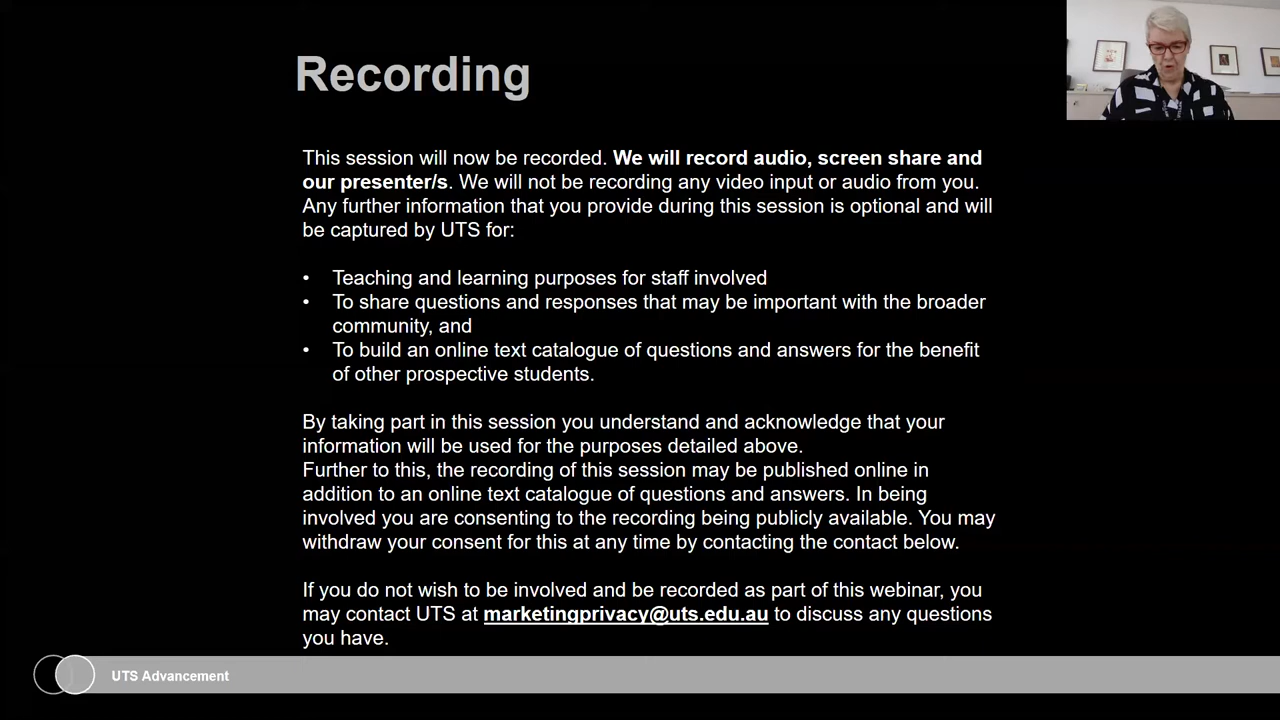 Recording
This session will now be recorded. We will record audio, screen share and
our presenter/s. We will not be recording any video input or audio from you.
Any further information that you provide during this session is optional and will
be captured by UTS for:
• Teaching and learning purposes for staff involved
• To share questions and responses that may be important with the broader
community, and
• To build an online text catalogue of questions and answers for the benefit
of other prospective students.
By taking part in this session you understand and acknowledge that your
information will be used for the purposes detailed above.
Further to this, the recording of this session may be published online in
addition to an online text catalogue of questions and answers. In being
involved you are consenting to the recording being publicly available. You may
withdraw your consent for this at any time by contacting the contact below.
If you do not wish to be involved and be recorded as part of this webinar, you
may contact UTS at marketingprivacy@uts.edu.au to discuss any questions
you have.
UTS Advancement